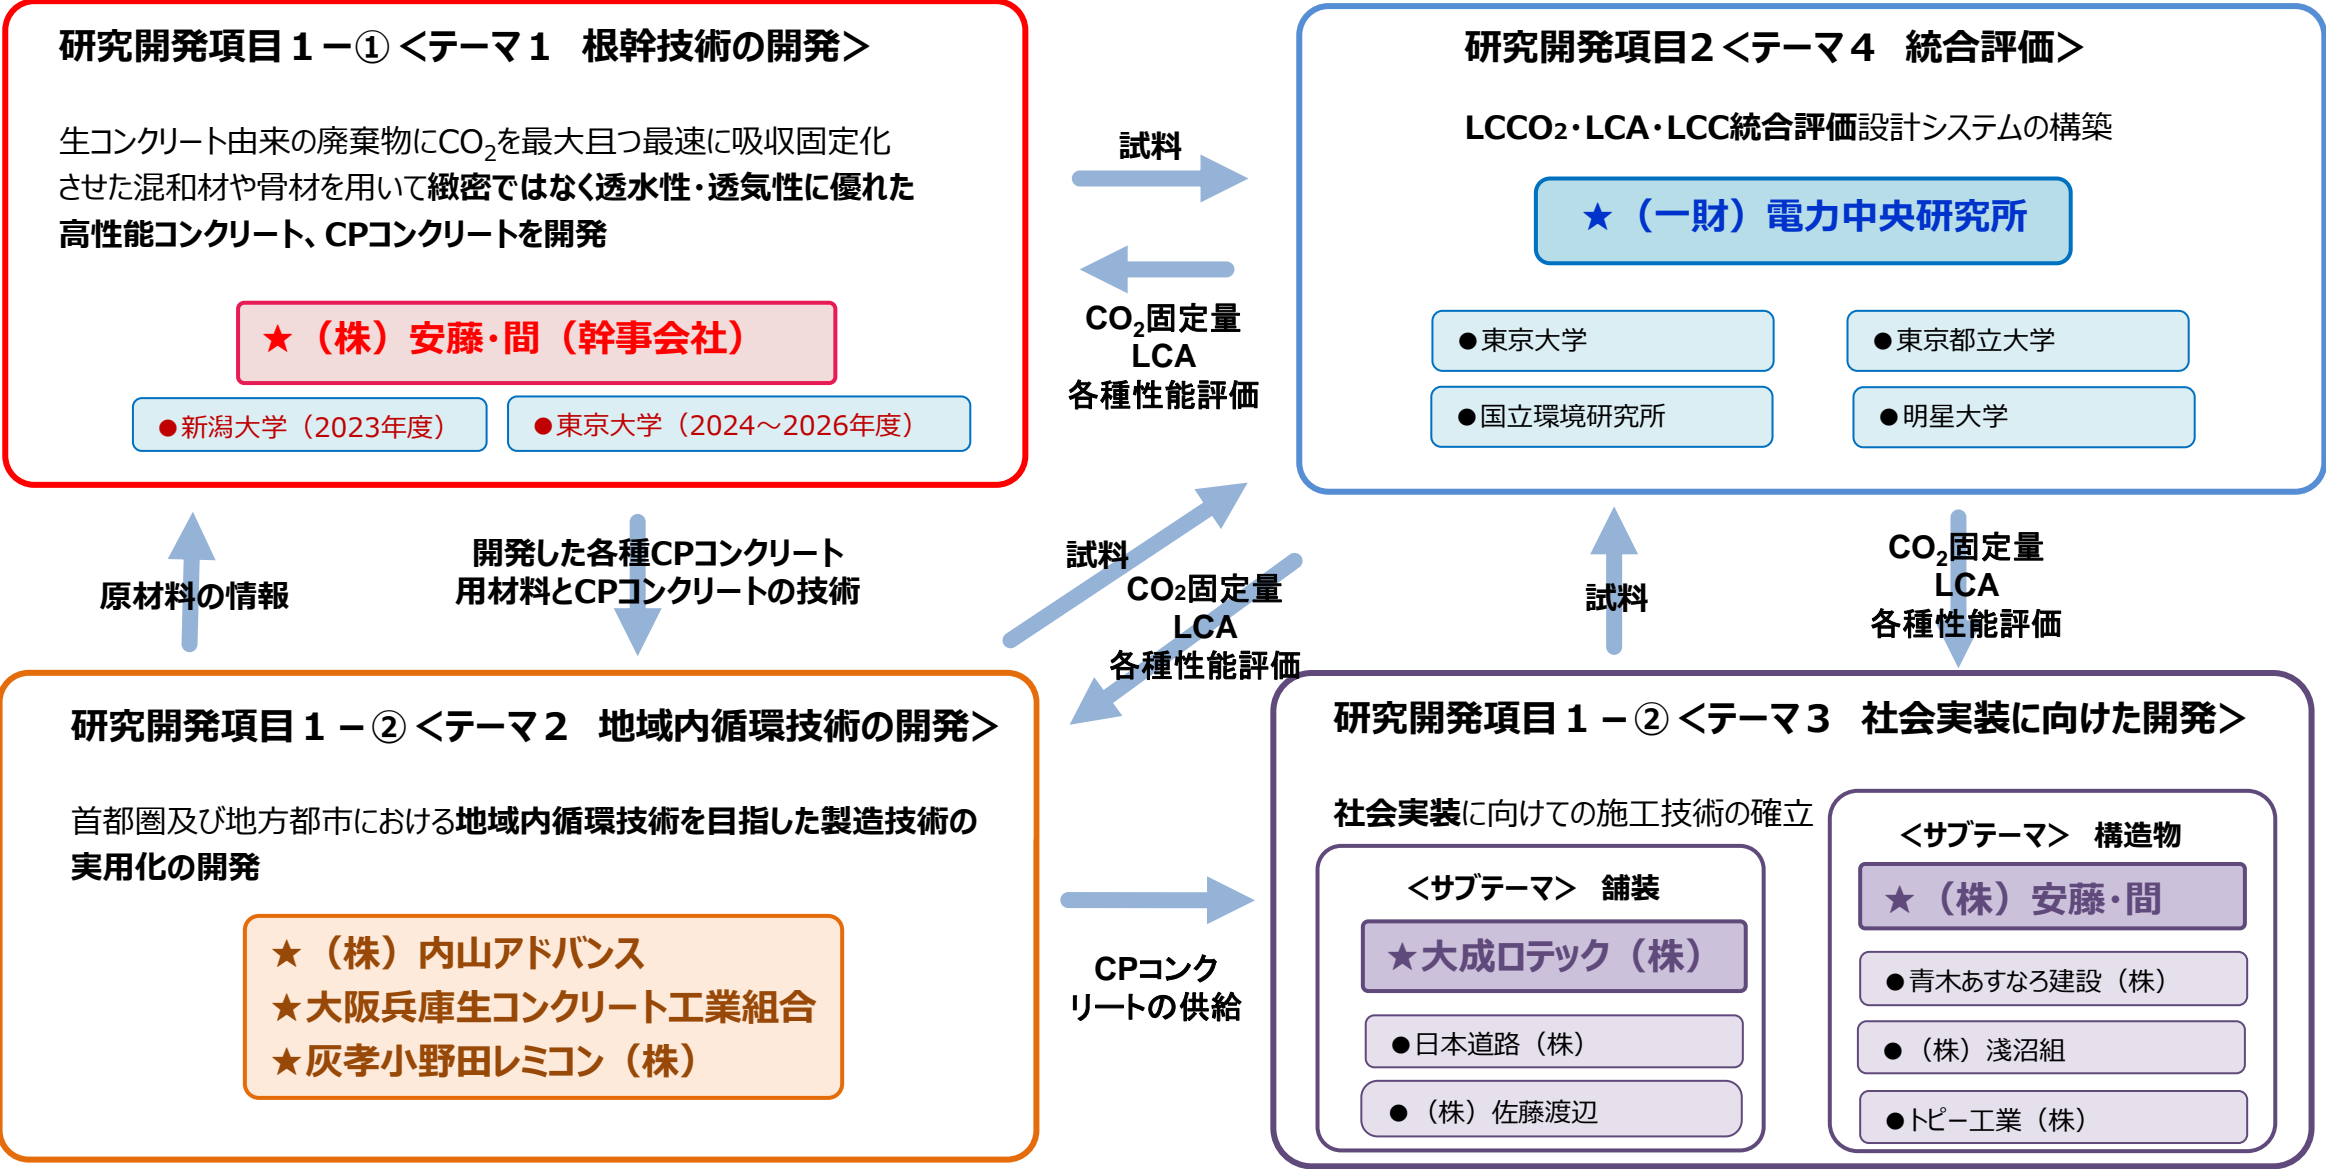 研究開発項目１ー①＜テーマ１　根幹技術の開発＞
生コンクリート由来の廃棄物にCO₂を最大且つ最速に吸収固定化
させた混和材や骨材を用いて緻密ではなく透水性・透気性に優れた
高性能コンクリート、CPコンクリートを開発
★（株）安藤・間（幹事会社）
●新潟大学（2023年度）
●東京大学（2024～2026年度）
試料
CO₂固定量
LCA
各種性能評価
研究開発項目2＜テーマ４　統合評価＞
LCCO₂・LCA・LCC統合評価設計システムの構築
★（一財）電力中央研究所
●東京大学
●東京都立大学
●国立環境研究所
●明星大学
原材料の情報
開発した各種CPコンクリート
用材料とCPコンクリートの技術
試料
CO₂固定量
LCA
各種性能評価
試料
CO₂固定量
LCA
各種性能評価
研究開発項目１－②＜テーマ２　地域内循環技術の開発＞
首都圏及び地方都市における地域内循環技術を目指した製造技術の
実用化の開発
★（株）内山アドバンス
★大阪兵庫生コンクリート工業組合
★灰孝小野田レミコン（株）
CPコンク
リートの供給
研究開発項目１－②＜テーマ３　社会実装に向けた開発＞
社会実装に向けての施工技術の確立
＜サブテーマ＞　舗装
★大成ロテック（株）
●日本道路（株）
●（株）佐藤渡辺
＜サブテーマ＞　構造物
★（株）安藤・間
●青木あすなろ建設（株）
●（株）淺沼組
●トピー工業（株）